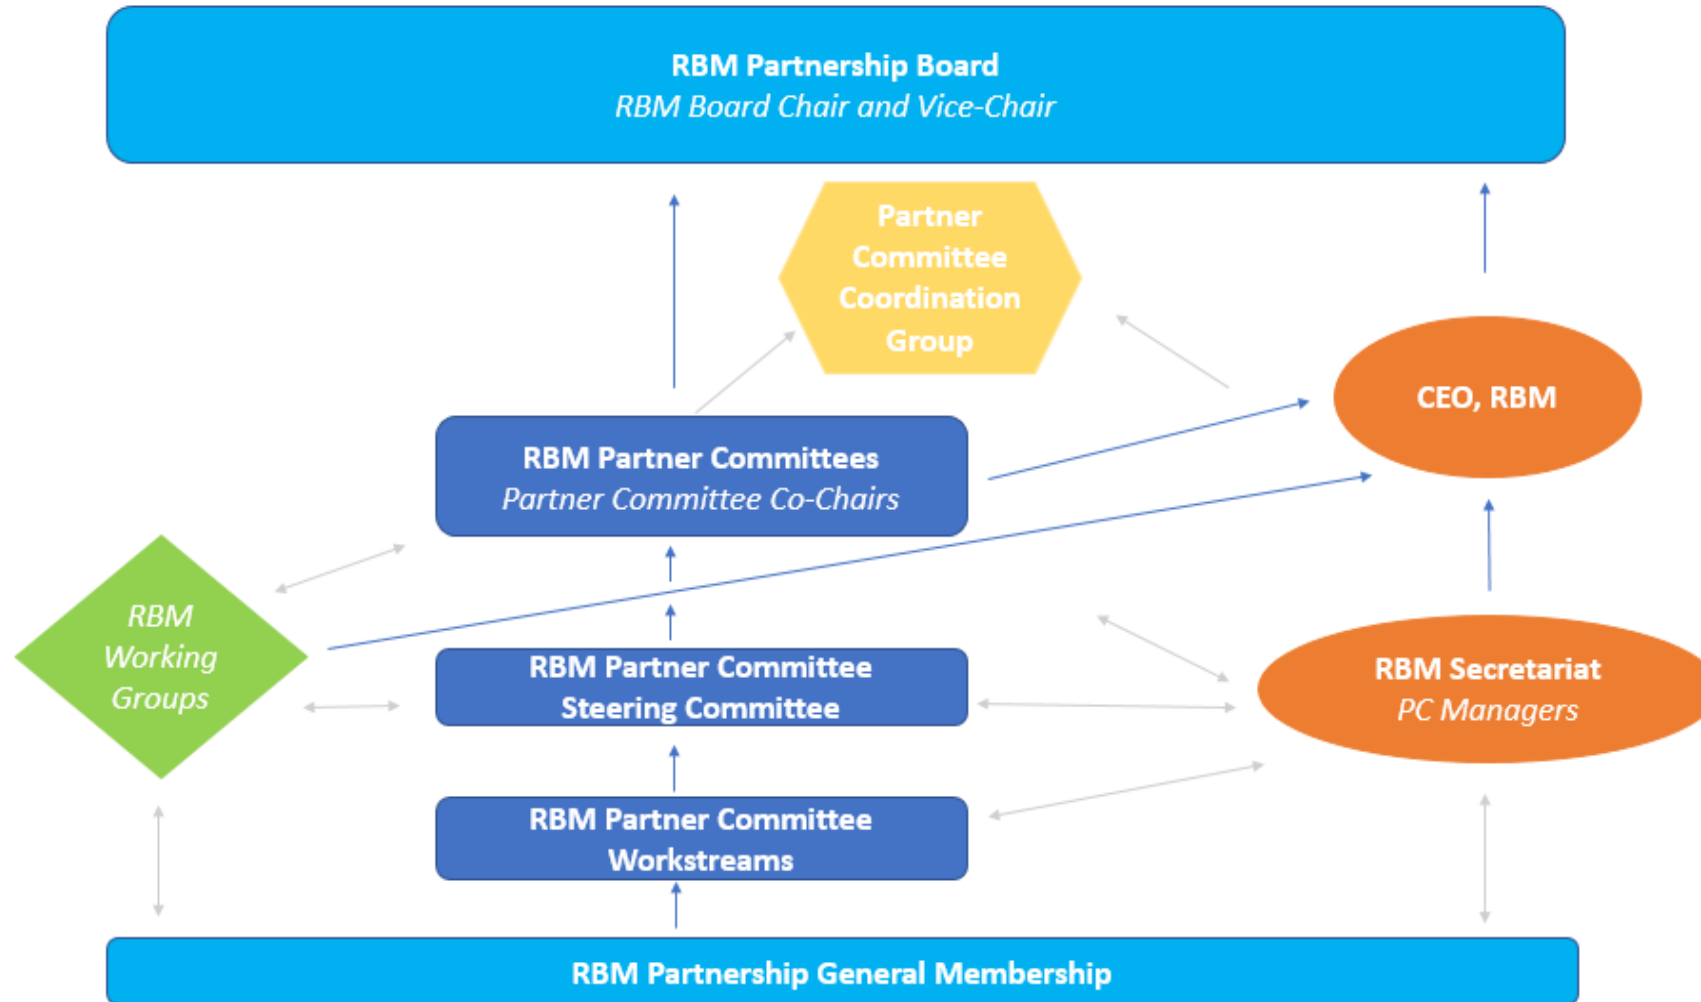 RBM Partnership Board
RBM Board Chair and Vice-Chair
Partner
Committee
Coordination
Group
CEO, RBM
RBM Partner Committees
Partner Committee Co-Chairs
RBM
Working
Groups
RBM Partner Committee
Steering Committee
RBM Secretariat
PC Managers
RBM Partner Committee
Workstreams
RBM Partnership General Membership